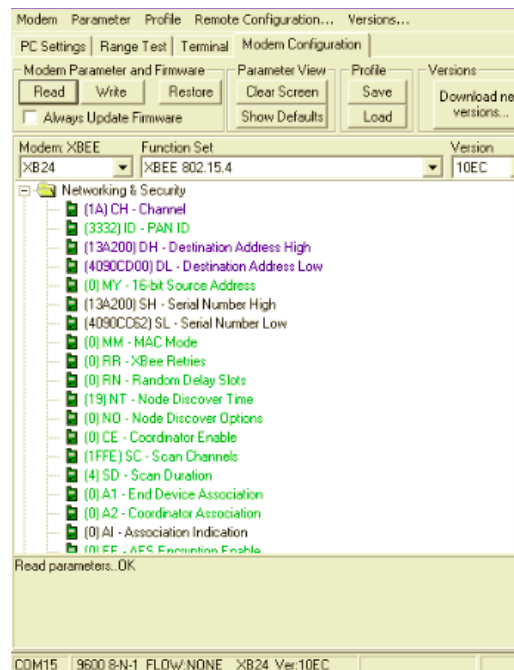 Modem Parameter Profile Remote Configuration... Versions...
PC Settings Range Test Terminal Modem Configuration
Modem Parameter and Firmware Parameter View Profile Versions
Read Write Restore Clear Screen Save Download ne
versions...
Always Update Firmware Show Defaults Load
Modem: XBEE Function Set Version
XB24 XBEE 802.15.4 10EC
Networking & Security
(1A) CH - Channel
(3332) ID - PAN ID
(13A200) DH - Destination Address High
(4090CD00) DL - Destination Address Low
(0) MY - 16-bit Source Address
(13A200) SH - Serial Number High
(4090CC62) SL - Serial Number Low
(0) MM - MAC Mode
(0) RR - XBee Retries
(0) RN - Random Delay Slots
(19) NT - Node Discover Time
(0) NO - Node Discover Options
(0) CE - Coordinator Enable
(1FFE) SC - Scan Channels
(4) SD - Scan Duration
(0) A1 - End Device Association
(0) A2 - Coordinator Association
(0) AI - Association Indication
(0) EE - AES Encryption Enable
Read parameters..OK
COM15 9600 8-N-1 FLOW:NONE XB24 Ver:10EC